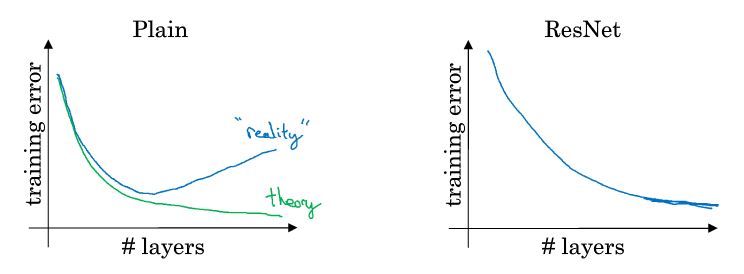 Plain
training error
"reality"
theory
# layers
ResNet
training error
# layers